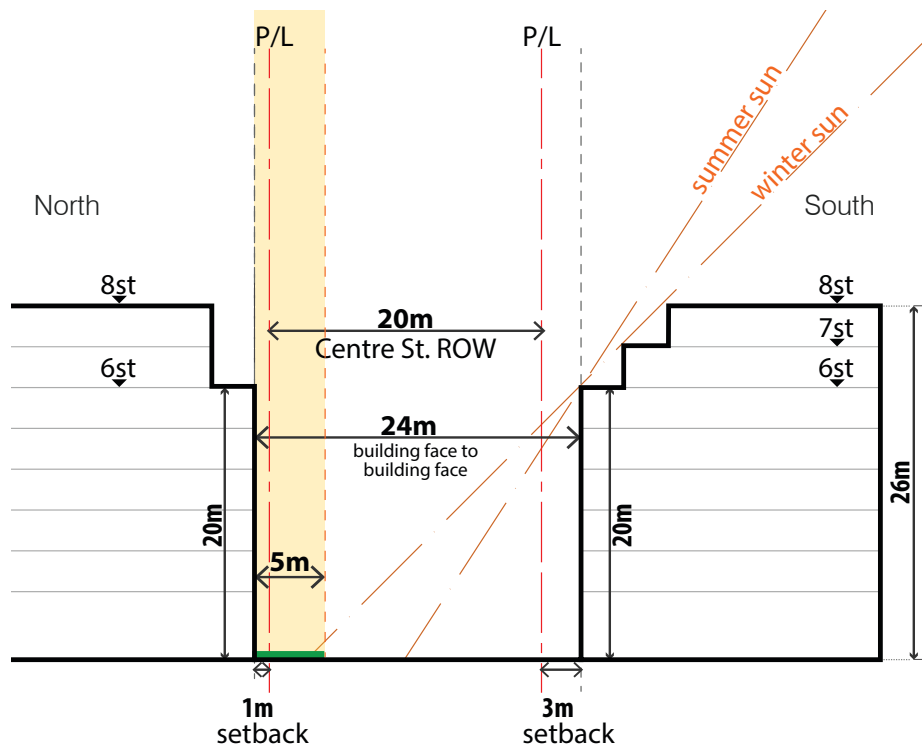 P/L
P/L
summer sun
winter sun
North
South
8st
8st
20m
Centre St. ROW
7st
6st
6st
24m
building face to
building face
20m
20m
26m
5m
1m
setback
3m
setback